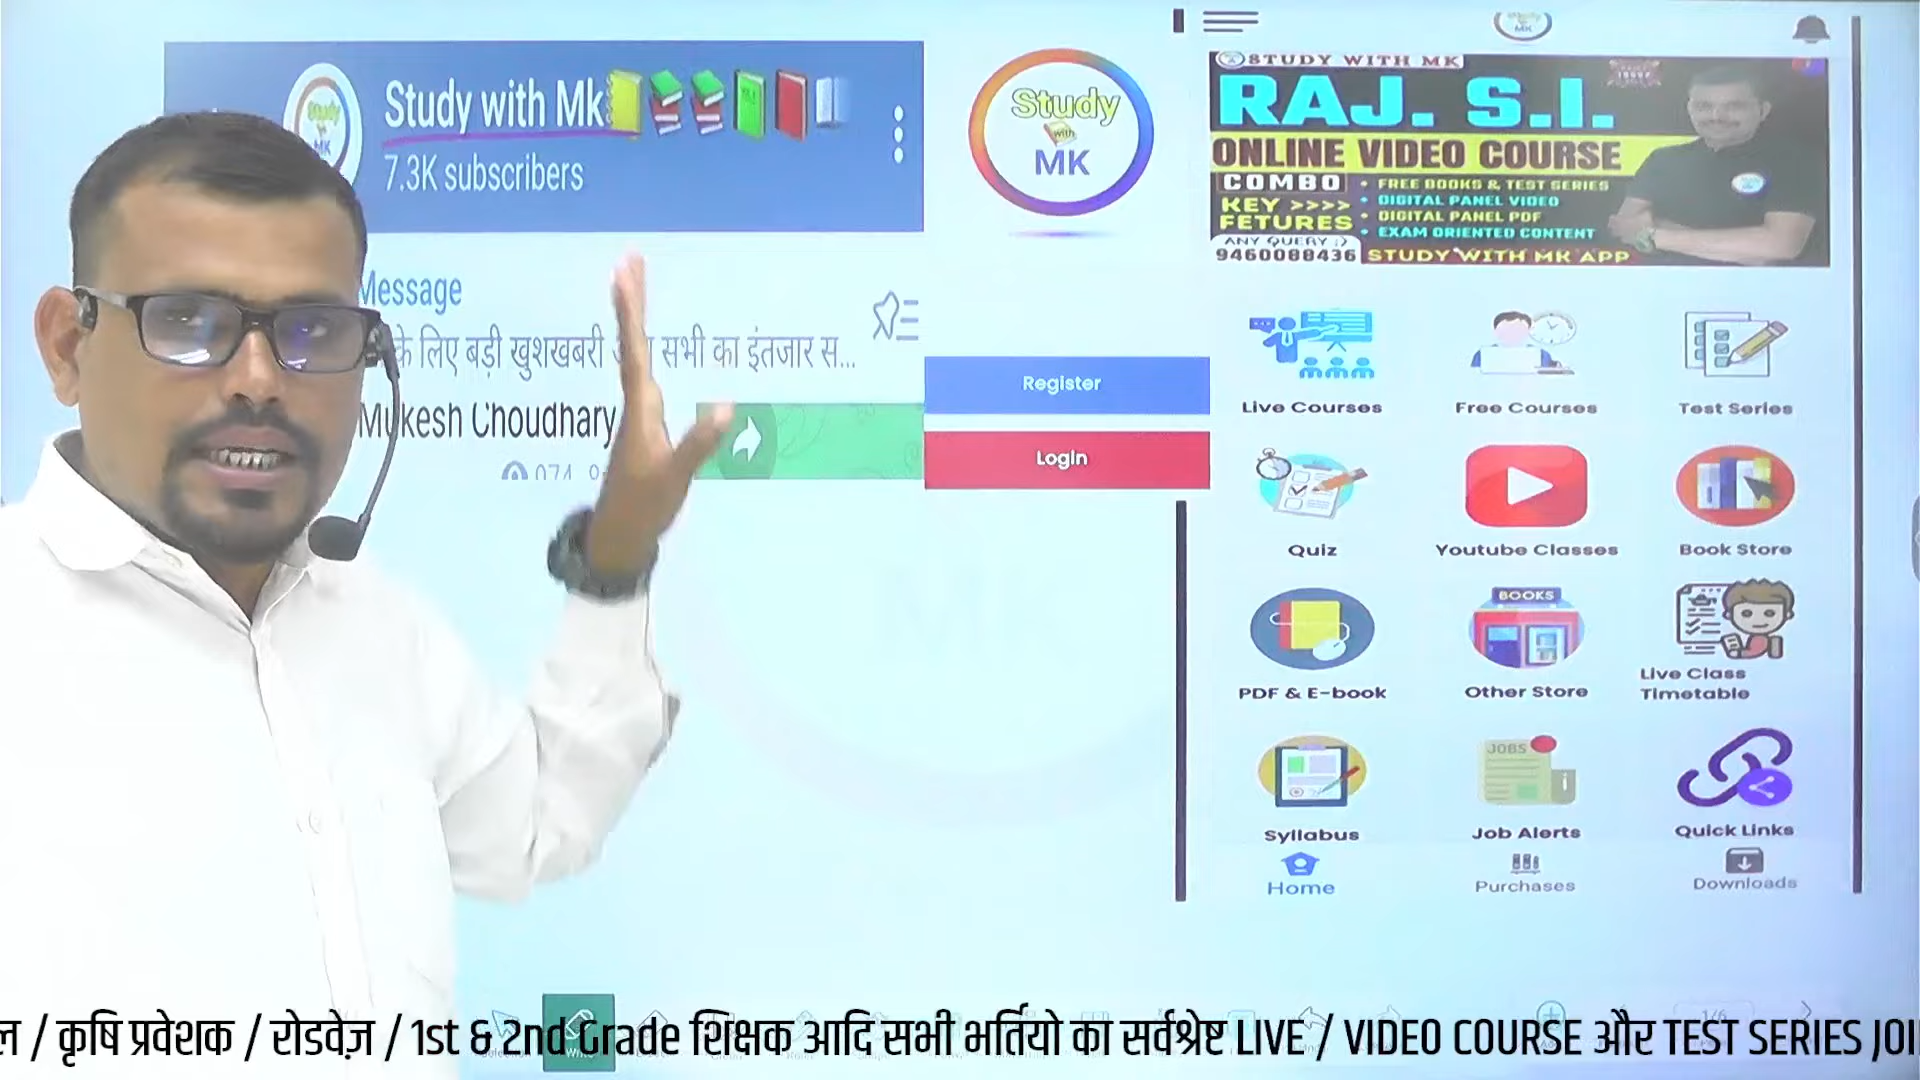 Study with Mk
7.3K subscribers
Message
के लिए बड़ी खुशखबरी
सभी का इंतजार स...
Mukesh Choudhary
Study
with
MK
Register
Login
STUDY WITH MK
RAJ. S.I.
ONLINE VIDEO COURSE
COMBO
KEY >>>>
FETURES
• FREE BOOKS & TEST SERIES
• DIGITAL PANEL VIDEO
• DIGITAL PANEL PDF
• EXAM ORIENTED CONTENT
ANY QUERY :)
9460088436
STUDY WITH MK APP
Live Courses
Free Courses
Test Series
Quiz
Youtube Classes
Book Store
BOOKS
PDF & E-book
Other Store
Live Class
Timetable
JOBS
Syllabus
Job Alerts
Quick Links
Home
Purchases
Downloads
ल / कृषि प्रवेशक / रोडवेज़ / 1st & 2nd Grade शिक्षक आदि सभी भर्तियो का सर्वश्रेष्ट LIVE / VIDEO COURSE और TEST SERIES JOI